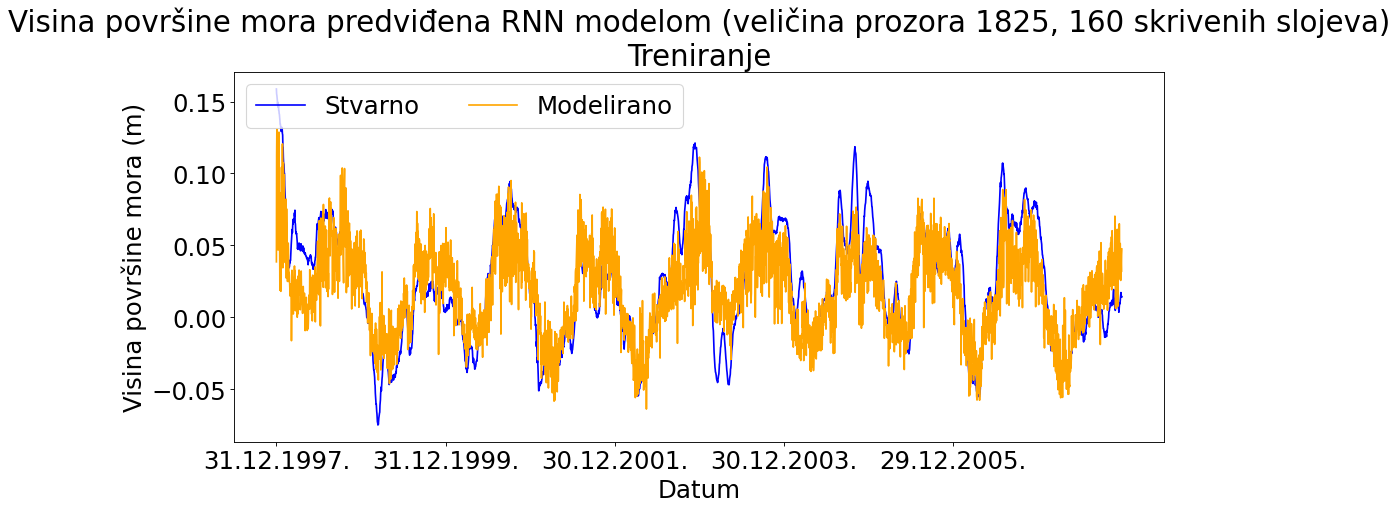 Visina površine mora predviđena RNN modelom (veličina prozora 1825, 160 skrivenih slojeva)
Treniranje
Stvarno Modelirano
Visina površine mora (m)
0.15
0.10
0.05
0.00
−0.05
31.12.1997. 31.12.1999. 30.12.2001. 30.12.2003. 29.12.2005.
Datum